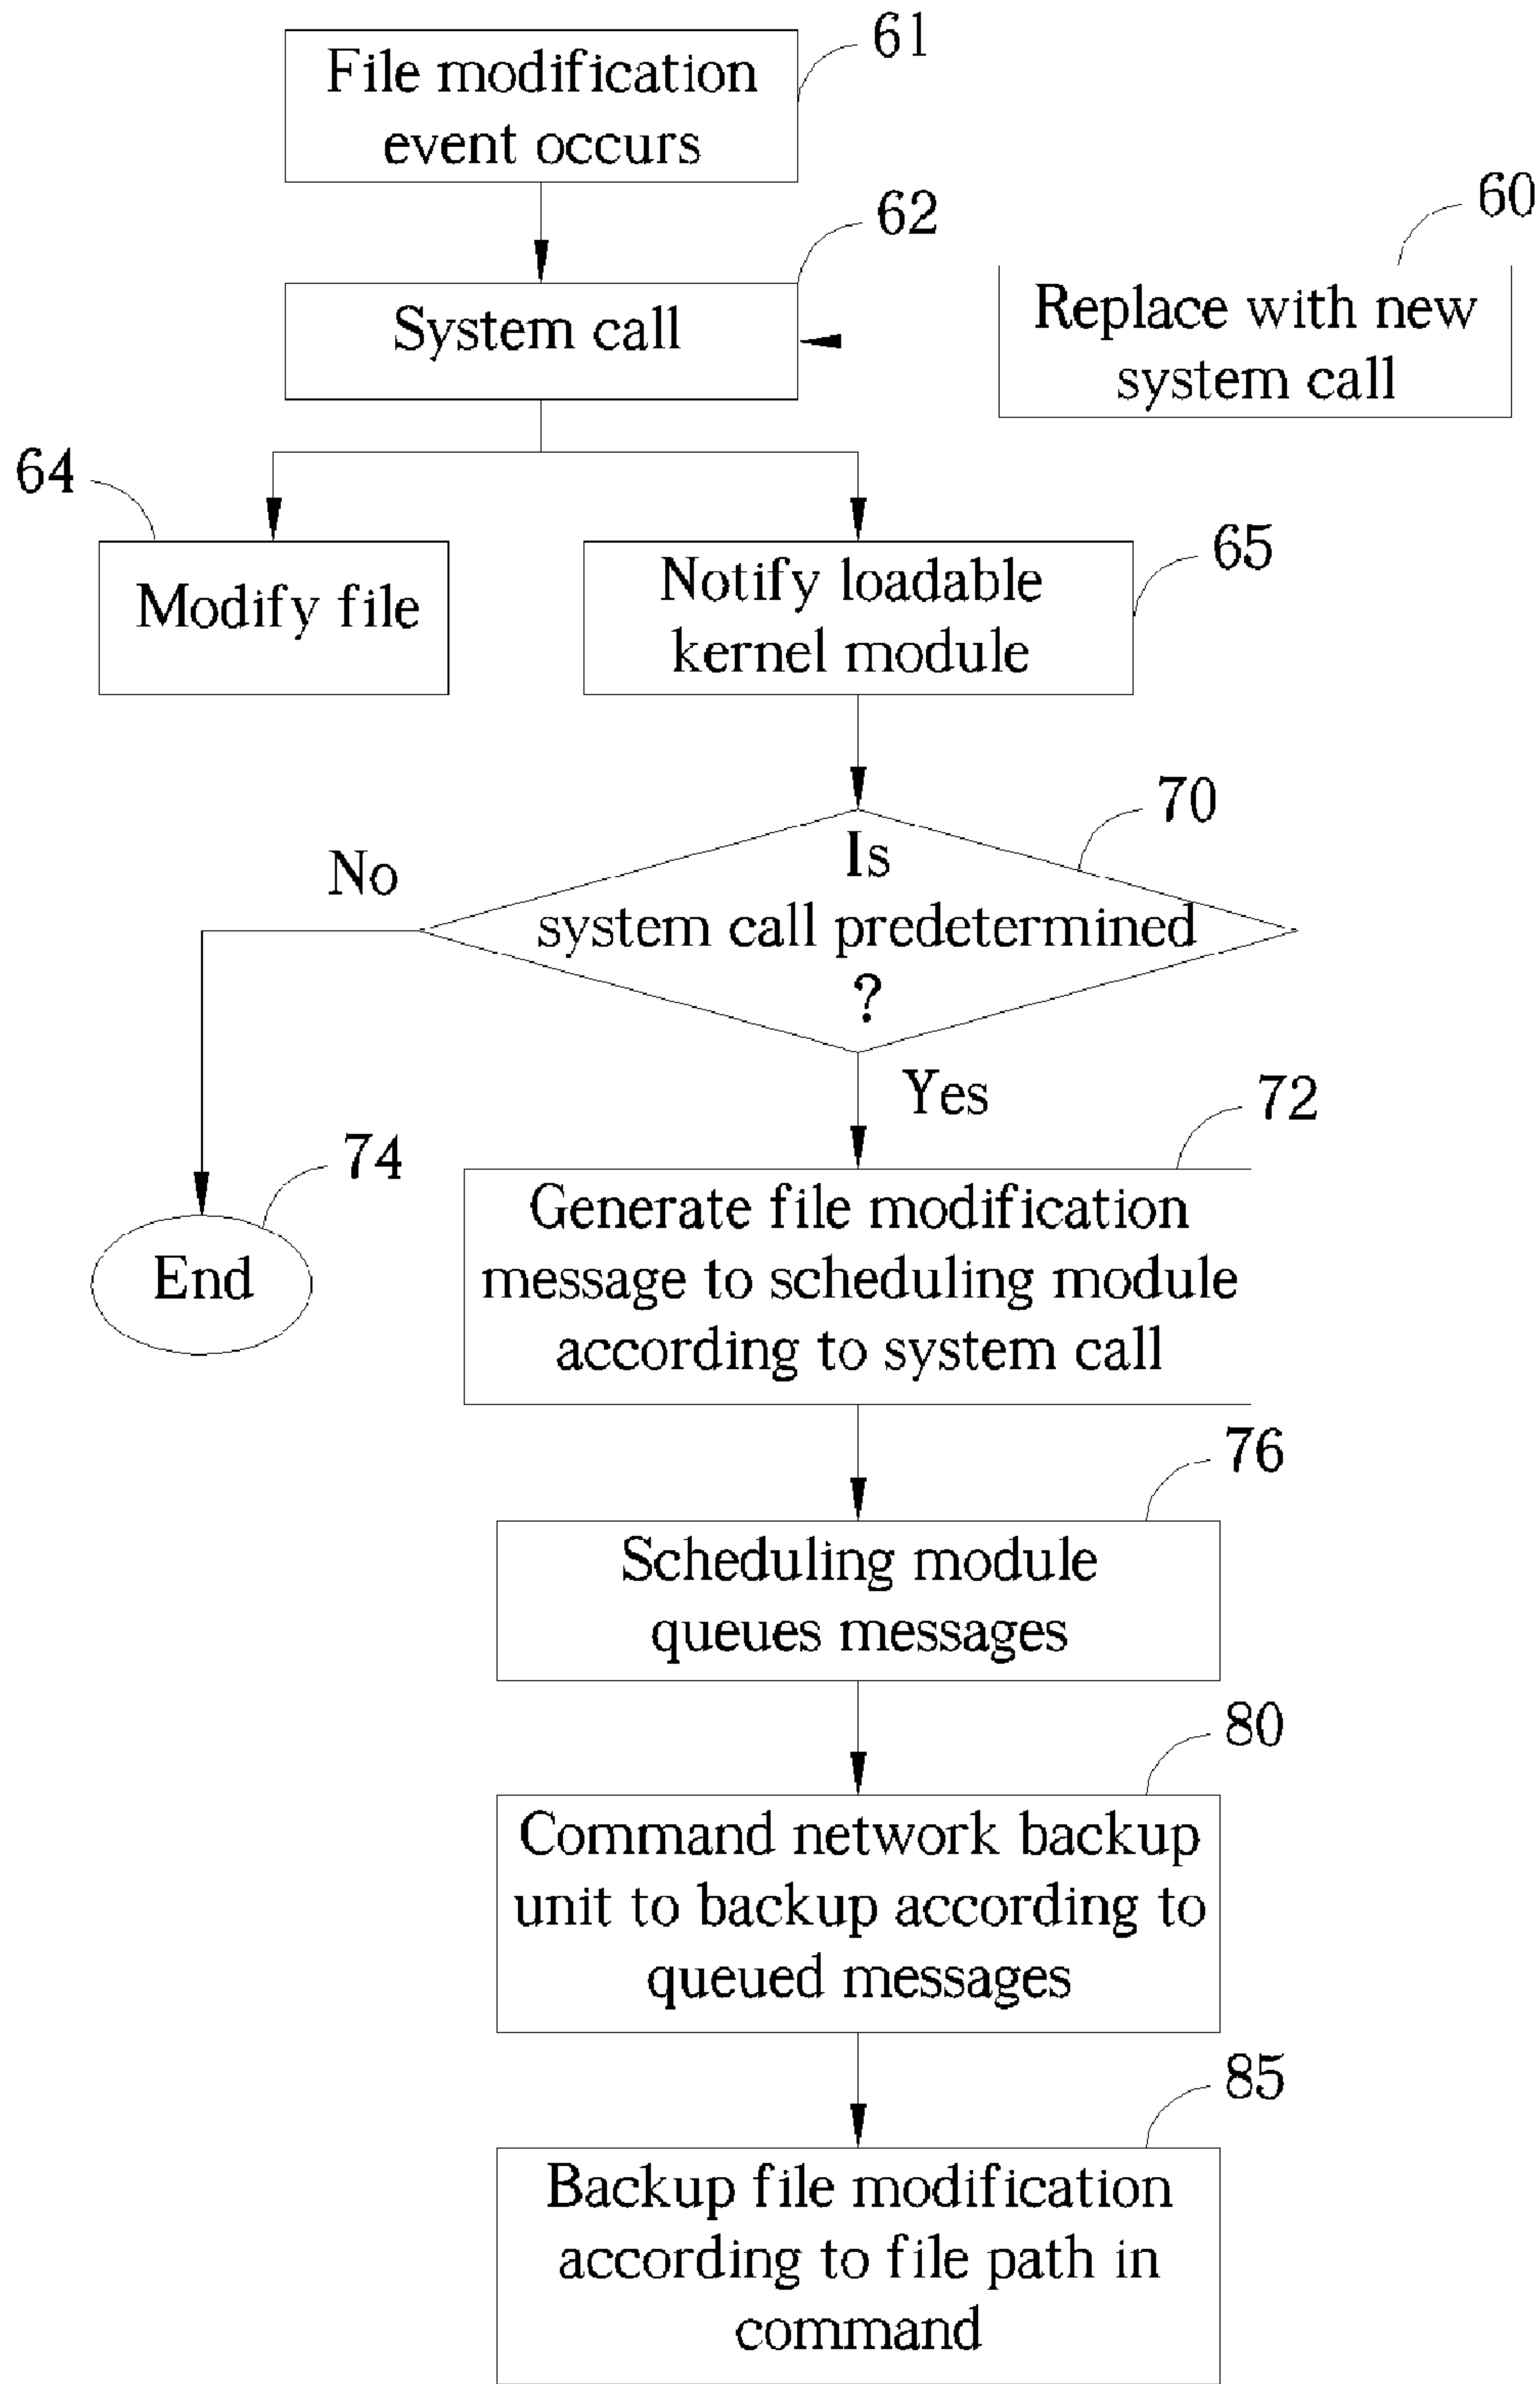 61
File modification
event occurs
62
60
System call
Replace with new
system call
64
65
Modify file
Notify loadable
kernel module
70
No
Is
system call predetermined
?
Yes
72
74
End
Generate file modification
message to scheduling module
according to system call
76
Scheduling module
queues messages
80
Command network backup
unit to backup according to
queued messages
85
Backup file modification
according to file path in
command